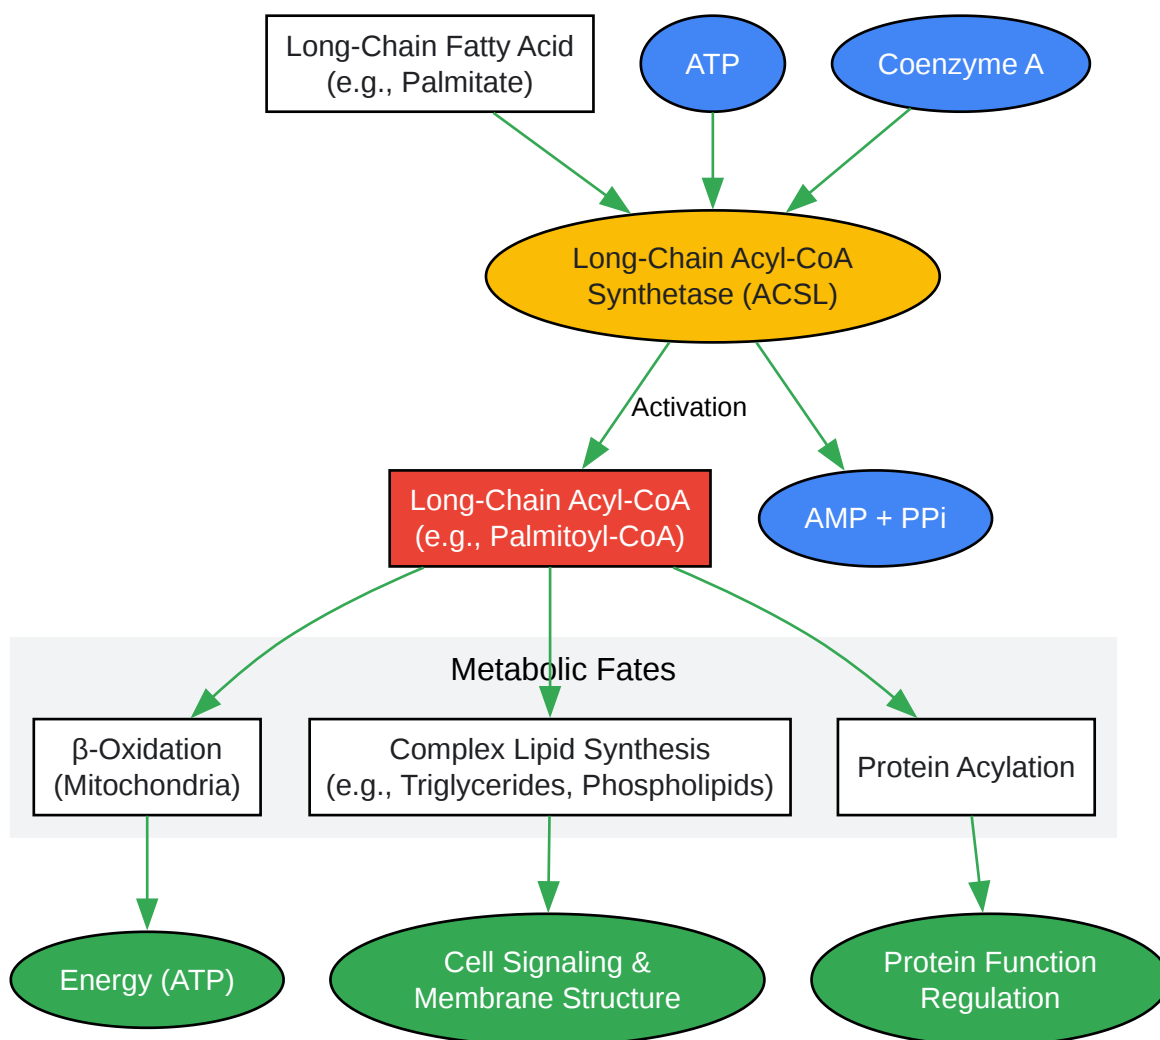 Long-Chain Fatty Acid
(e.g., Palmitate)
ATP
Coenzyme A
Long-Chain Acyl-CoA
Synthetase (ACSL)
Activation
Long-Chain Acyl-CoA
(e.g., Palmitoyl-CoA)
AMP + PPi
Metabolic Fates
β-Oxidation
(Mitochondria)
Complex Lipid Synthesis
(e.g., Triglycerides, Phospholipids)
Protein Acylation
Energy (ATP)
Cell Signaling &
Membrane Structure
Protein Function
Regulation